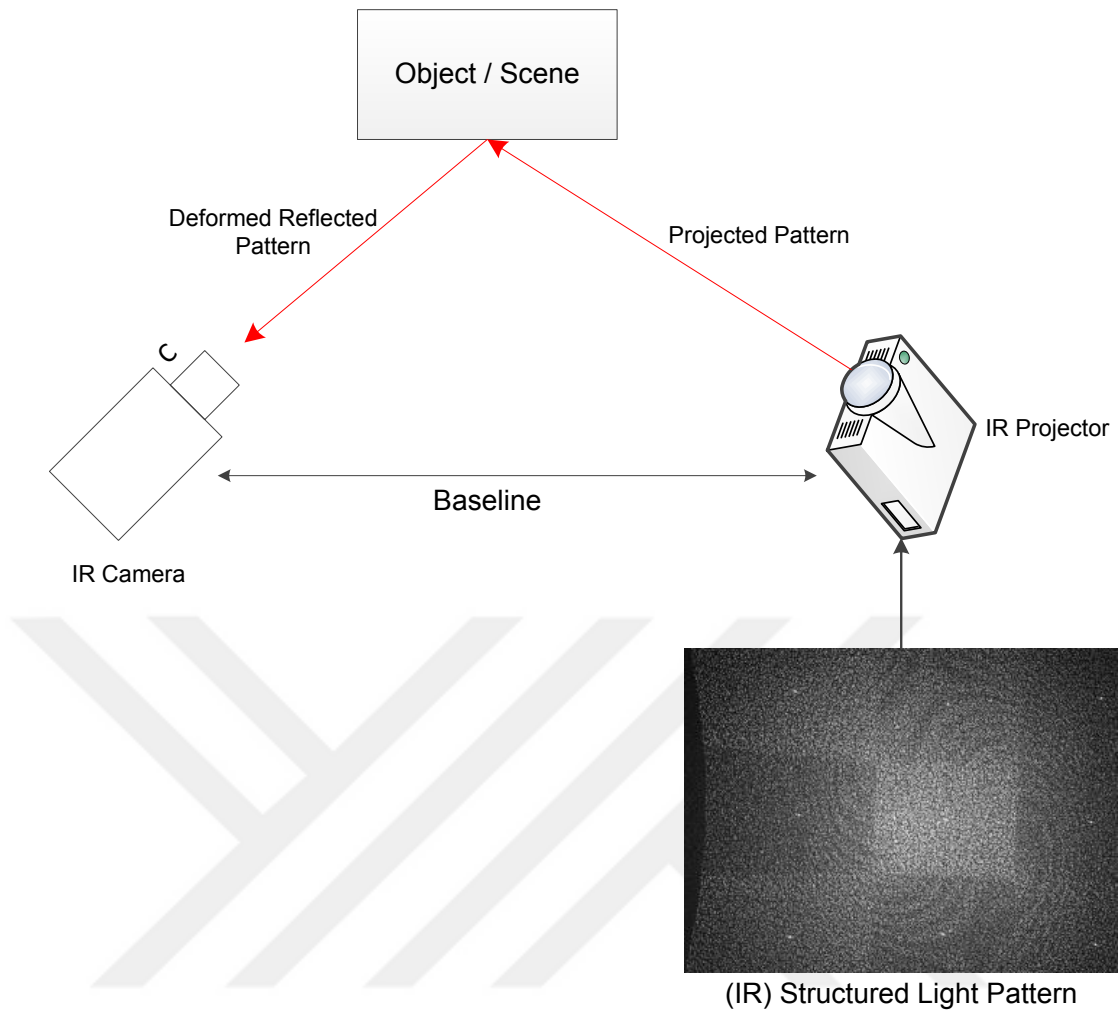 Object / Scene
Deformed Reflected
Pattern
Projected Pattern
C
IR Projector
Baseline
IR Camera
(IR) Structured Light Pattern